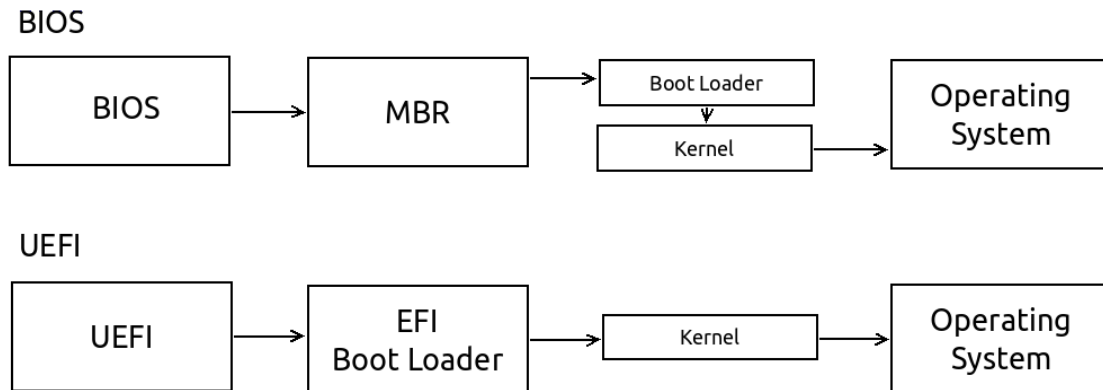 BIOS
BIOS
MBR
Boot Loader
Kernel
Operating
System
UEFI
UEFI
EFI
Boot Loader
Kernel
Operating
System